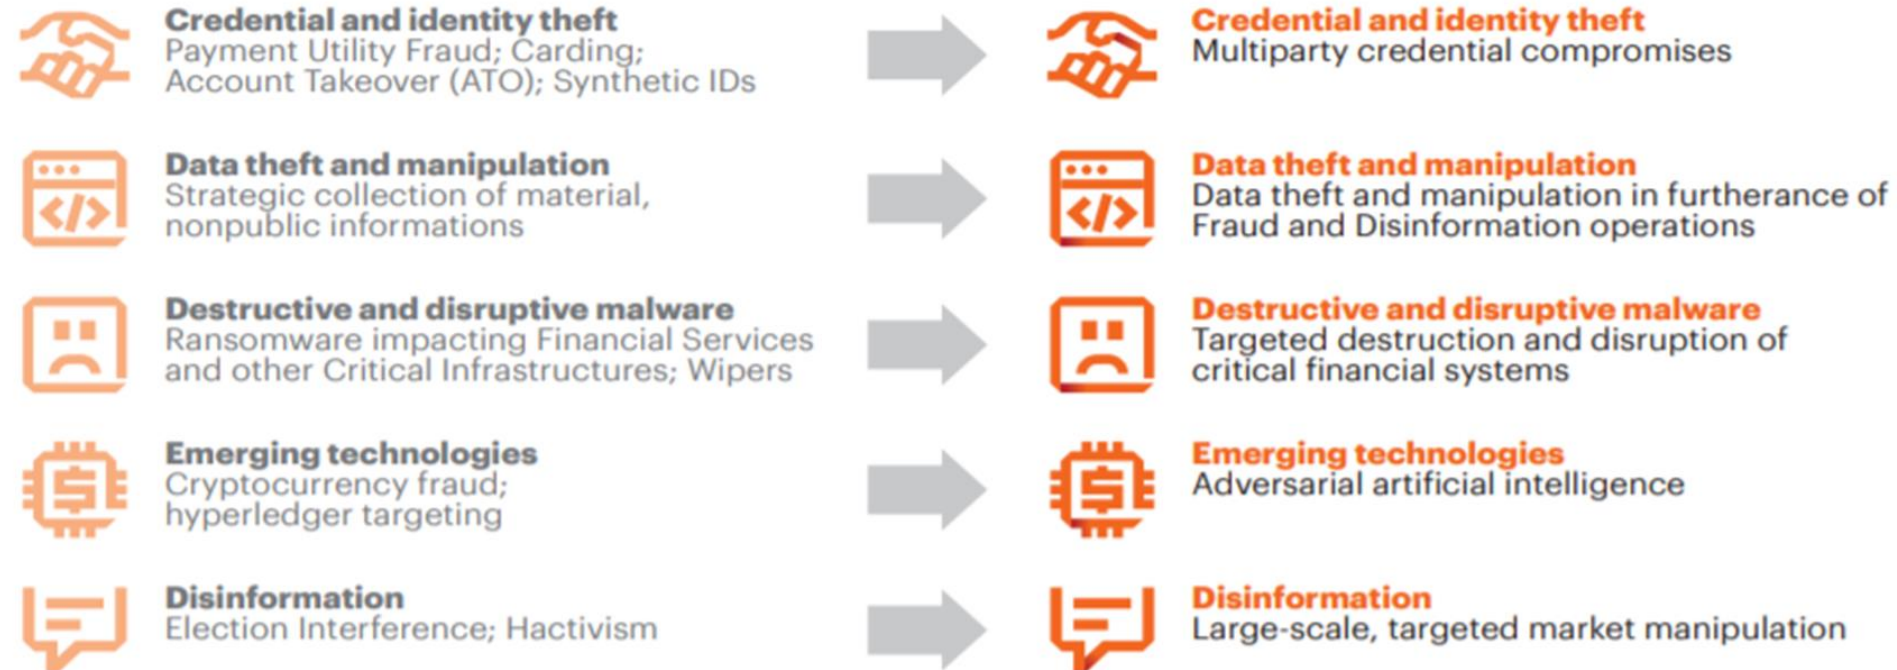 Credential and identity theft
Payment Utility Fraud; Carding;
Account Takeover (ATO); Synthetic IDs
Credential and identity theft
Multiparty credential compromises
Data theft and manipulation
Strategic collection of material,
nonpublic informations
Data theft and manipulation
Data theft and manipulation in furtherance of
Fraud and Disinformation operations
Destructive and disruptive malware
Ransomware impacting Financial Services
and other Critical Infrastructures; Wipers
Destructive and disruptive malware
Targeted destruction and disruption of
critical financial systems
Emerging technologies
Cryptocurrency fraud;
hyperledger targeting
Emerging technologies
Adversarial artificial intelligence
Disinformation
Election Interference; Hactivism
Disinformation
Large-scale, targeted market manipulation